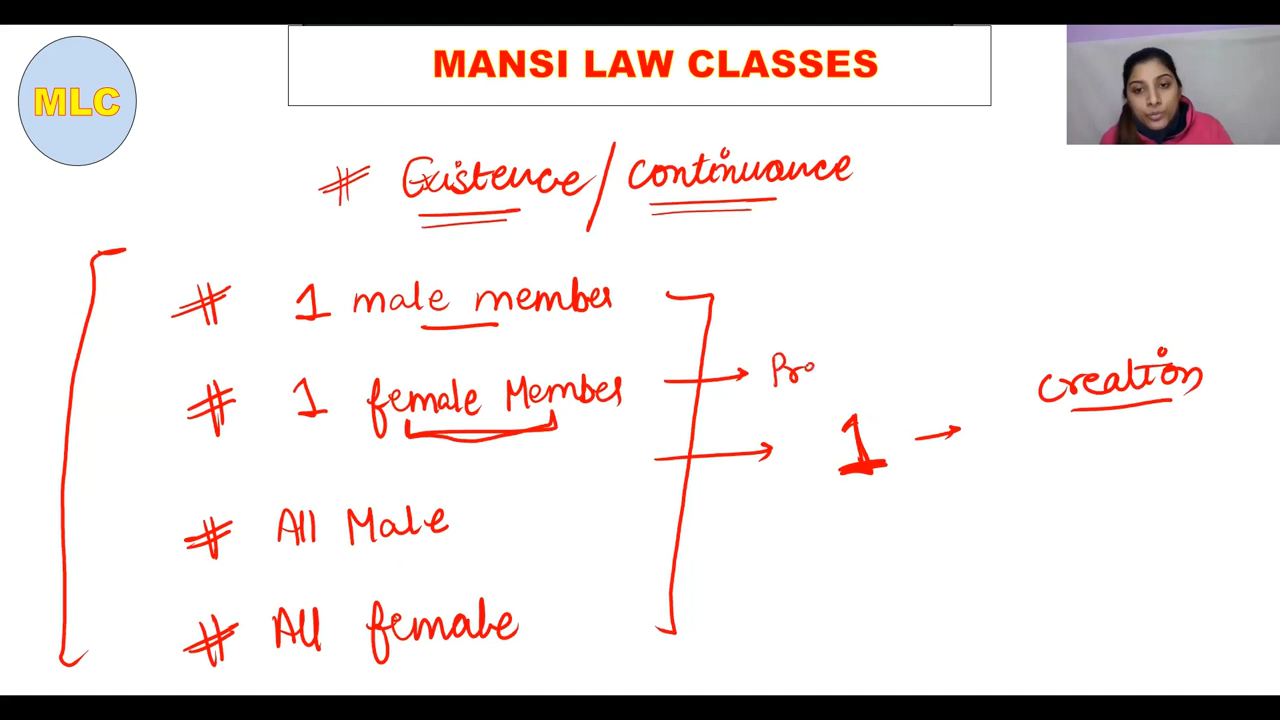 MANSI LAW CLASSES
MLC
# Existence/continuance
# 1 male member
# 1 female Member
→ Pro
creation
→ 1 →
# All Male
# All female